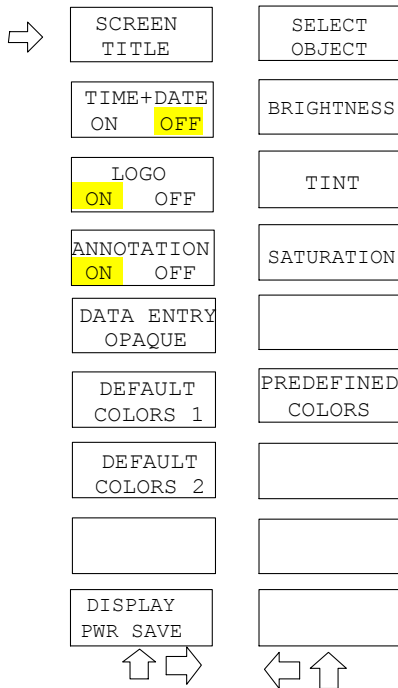 SCREEN
TITLE
TIME+DATE
ON OFF
LOGO
ON OFF
ANNOTATION
ON OFF
DATA ENTRY
OPAQUE
DEFAULT
COLORS 1
DEFAULT
COLORS 2
DISPLAY
PWR SAVE
SELECT
OBJECT
BRIGHTNESS
TINT
SATURATION
PREDEFINED
COLORS